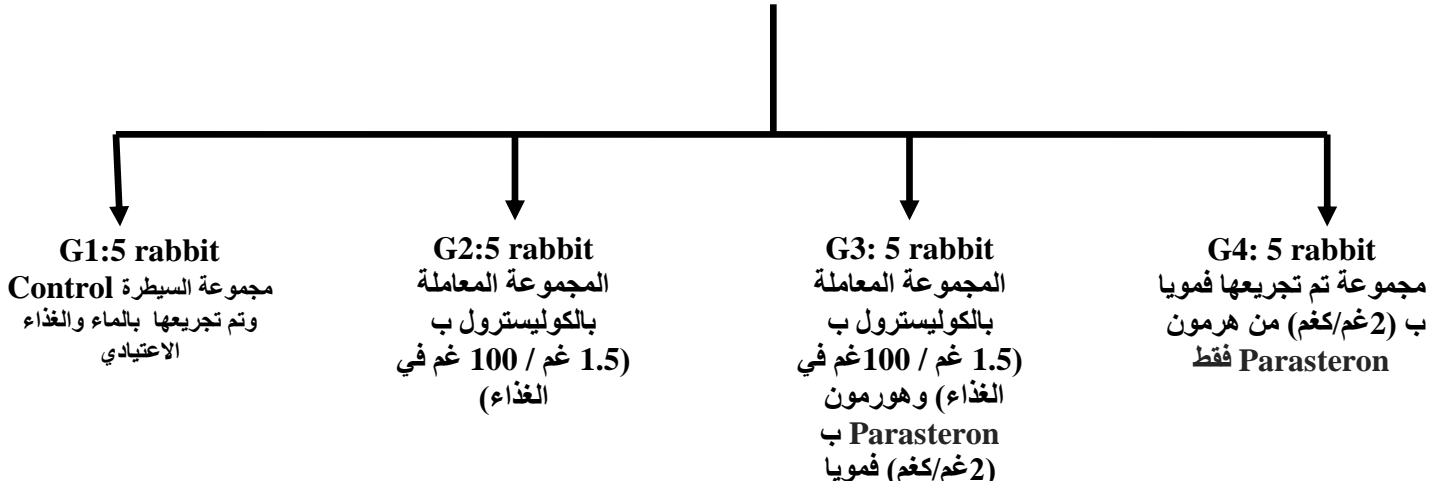 G1:5 rabbit
مجموعة السيطرة Control
وتم تجريعها بالماء والغذاء
الاعتيادي
G2:5 rabbit
المجموعة المعاملة
بالكوليسترول ب
(1.5 غم / 100 غم في
الغذاء)
G3: 5 rabbit
المجموعة المعاملة
بالكوليسترول ب
(1.5 غم / 100غم في
الغذاء) وهورمون
Parasteron ب
(2غم/كغم) فمويا
G4: 5 rabbit
مجموعة تم تجريعها فمويا
ب (2غم/كغم) من هرمون
Parasteron فقط